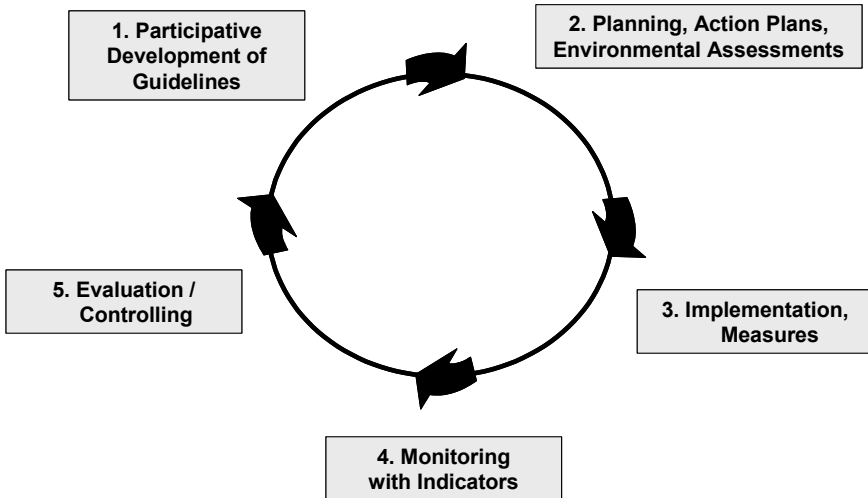 1. Participative
Development of
Guidelines
2. Planning, Action Plans,
Environmental Assessments
3. Implementation,
Measures
4. Monitoring
with Indicators
5. Evaluation /
Controlling